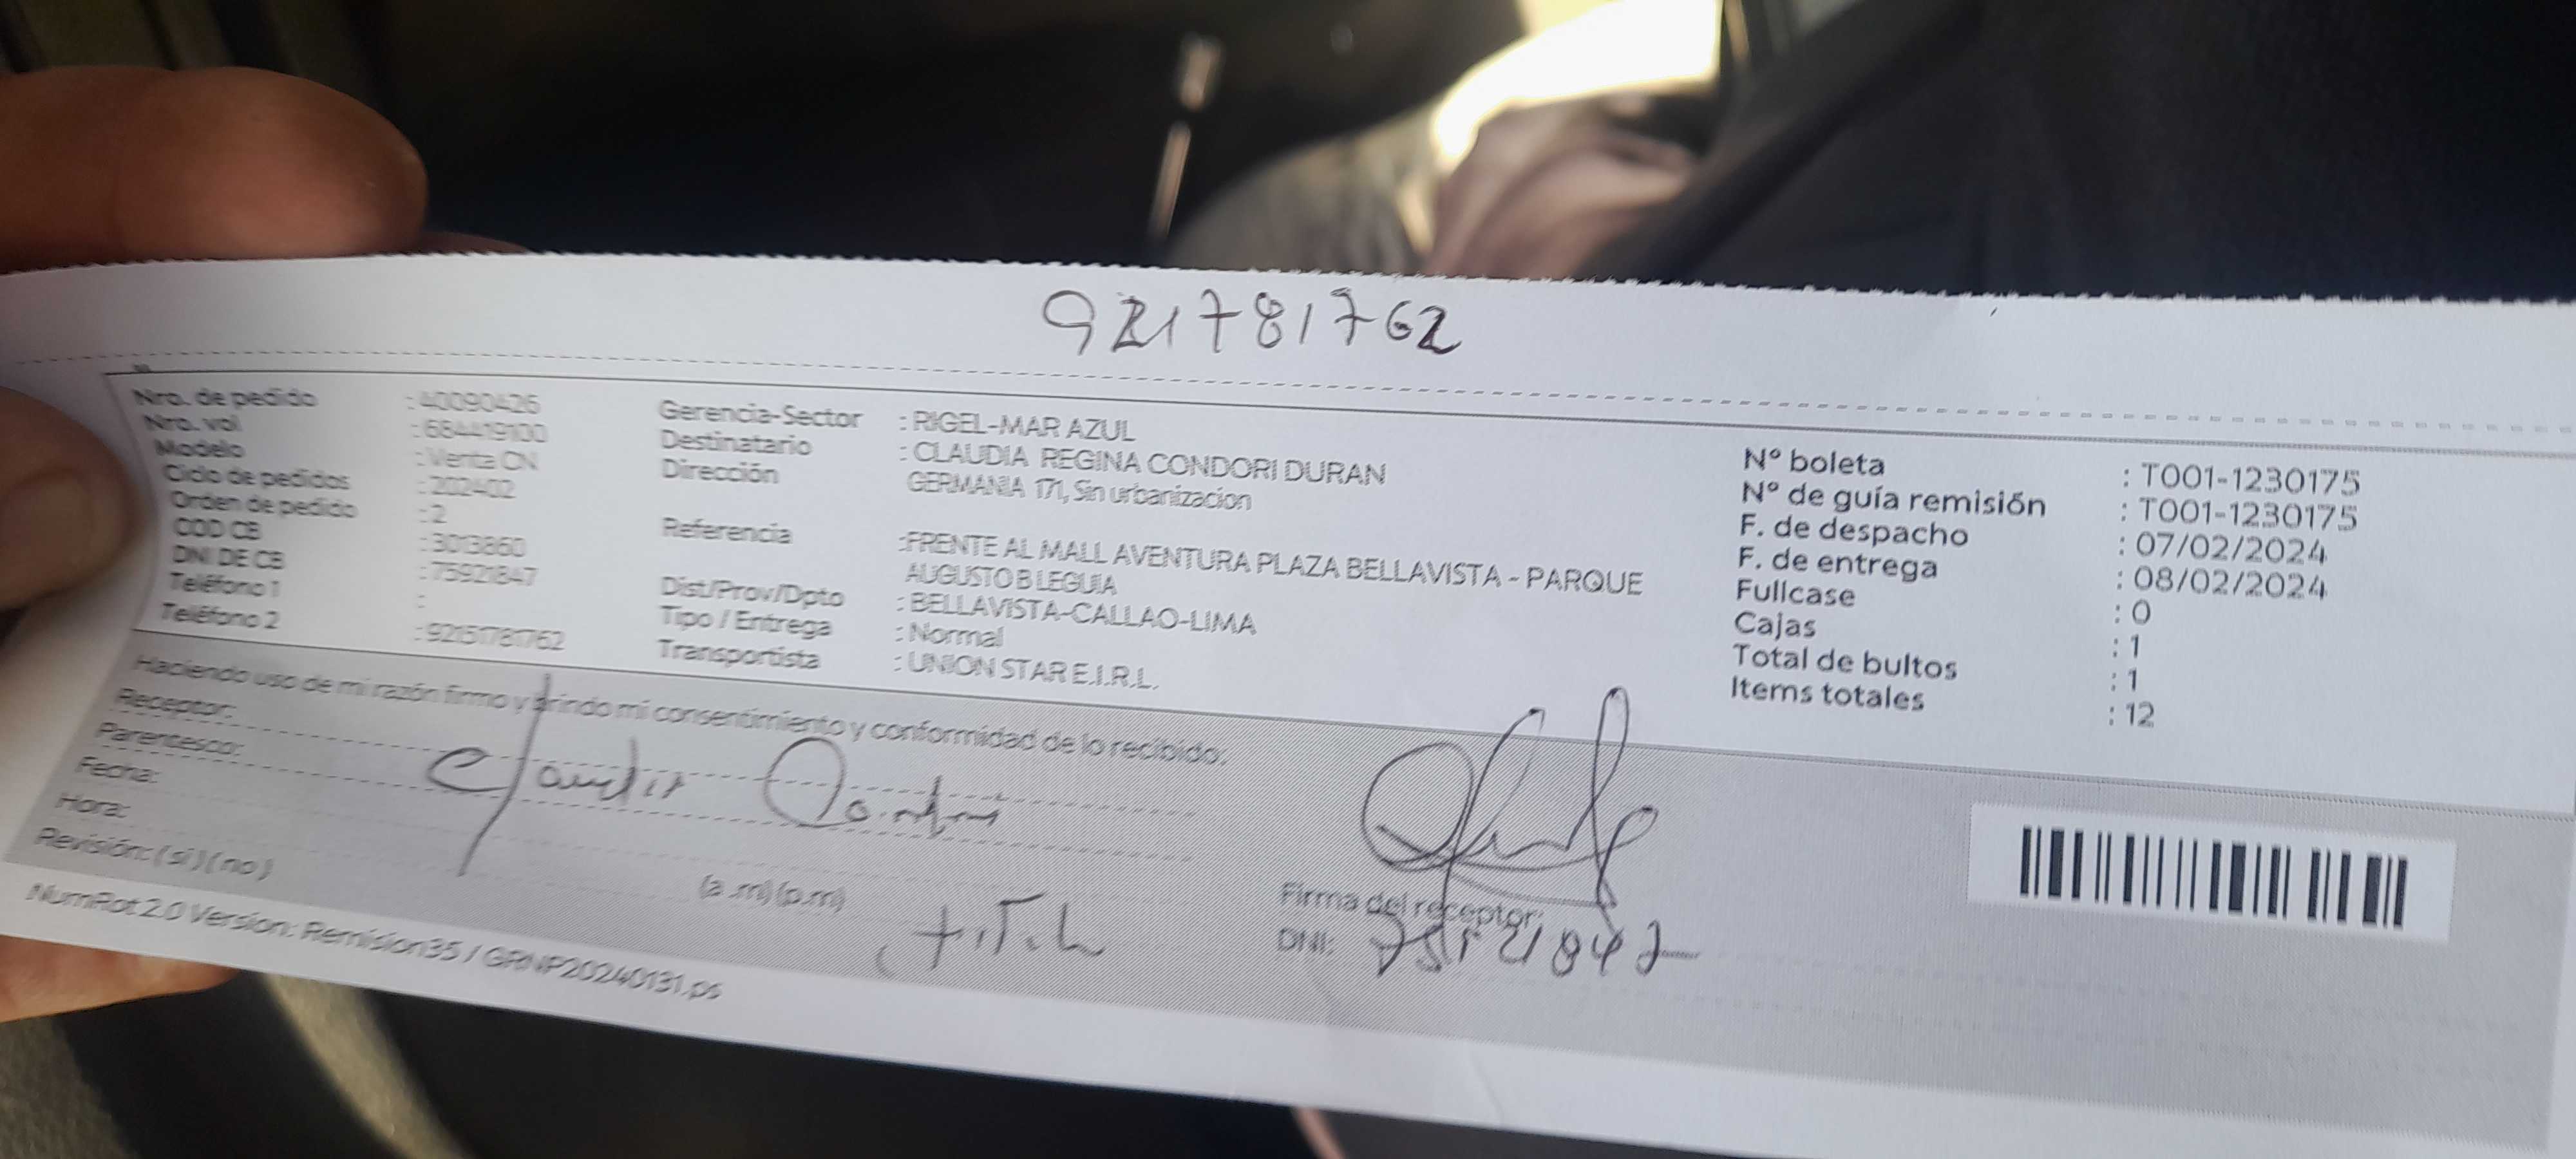 921781762
Nro. de pedido : 40090426
Nro. vol : 684419100
Modelo : Venta CN
Ciclo de pedidos : 202402
Orden de pedido : 2
COD CB : 3013860
DNI DE CB : 75921847
Teléfono 1 :
Teléfono 2 : 92151781762
Gerencia-Sector : RIGEL-MAR AZUL
Destinatario : CLAUDIA REGINA CONDORI DURAN
Dirección GERMANIA 171, Sin urbanizacion
Referencia :FRENTE AL MALL AVENTURA PLAZA BELLAVISTA - PARQUE
AUGUSTO B LEGUIA
Dist/Prov/Dpto : BELLAVISTA-CALLAO-LIMA
Tipo / Entrega : Normal
Transportista : UNION STAR E.I.R.L.
Nº boleta : T001-1230175
Nº de guía remisión : T001-1230175
F. de despacho : 07/02/2024
F. de entrega : 08/02/2024
Fullcase : 0
Cajas : 1
Total de bultos : 1
Items totales : 12
Haciendo uso de mi razón firmo y brindo mi consentimiento y conformidad de lo recibido:
Receptor:
Parentesco:
Claudia
Fecha:
Hora: (a .m) (p.m)
Revisión: ( si ) ( no )
Firma del receptor:
DNI:
NumRot 2.0 Version: Remision35 / GRNP20240131.ps